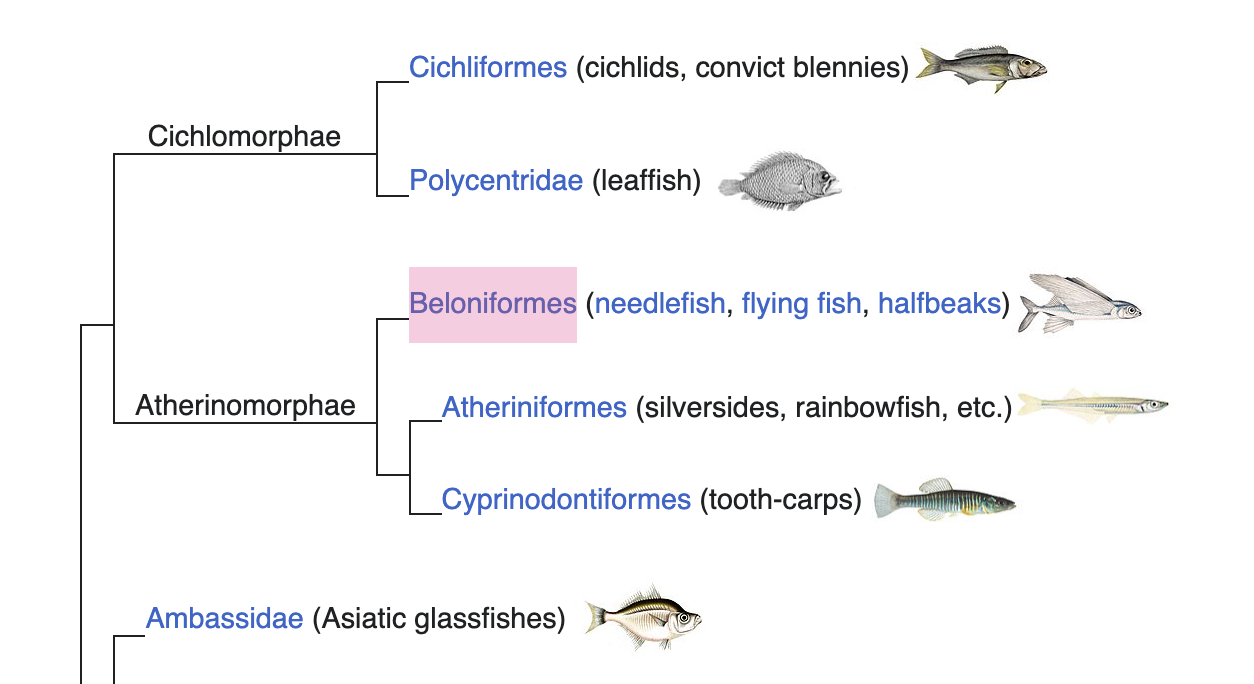 Cichliformes (cichlids, convict blennies)
Cichlomorphae
Polycentridae (leaffish)
Beloniformes (needlefish, flying fish, halfbeaks)
Atherinomorphae
Atheriniformes (silversides, rainbowfish, etc.)
Cyprinodontiformes (tooth-carps)
Ambassidae (Asiatic glassfishes)